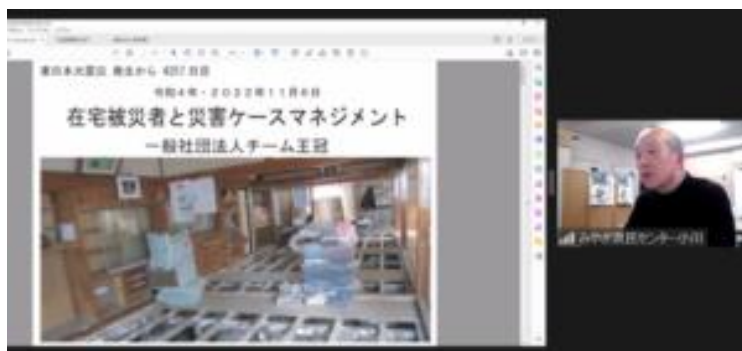 東日本大震災 発生から 4257日目
令和4年・2022年11月6日
在宅被災者と災害ケースマネジメント
一般社団法人チーム王冠
みやぎ県民センター小川